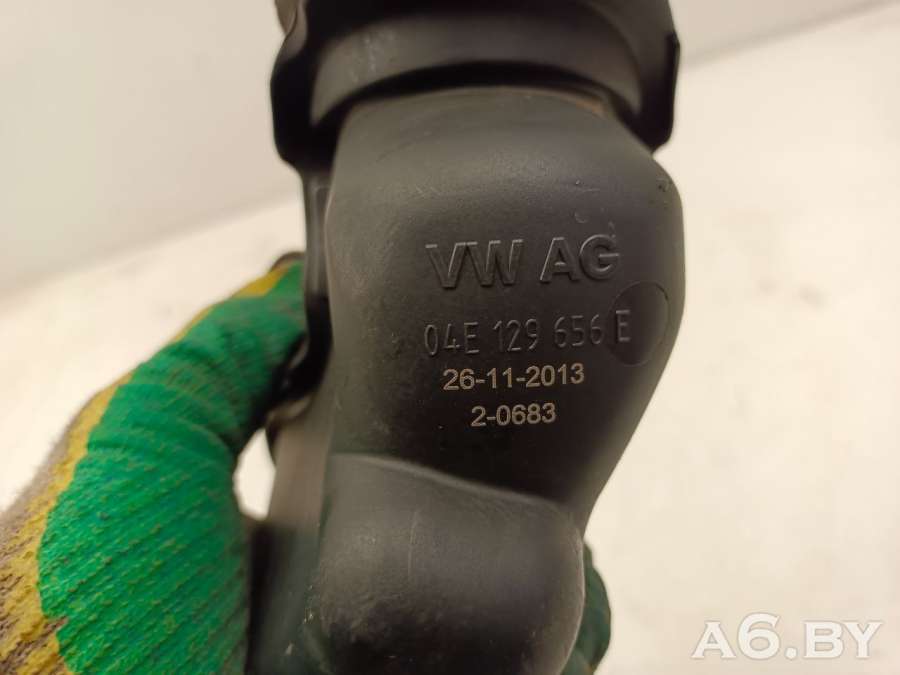 VW AG
04E 129 656 E
26-11-2013
2-0683
A6.BY